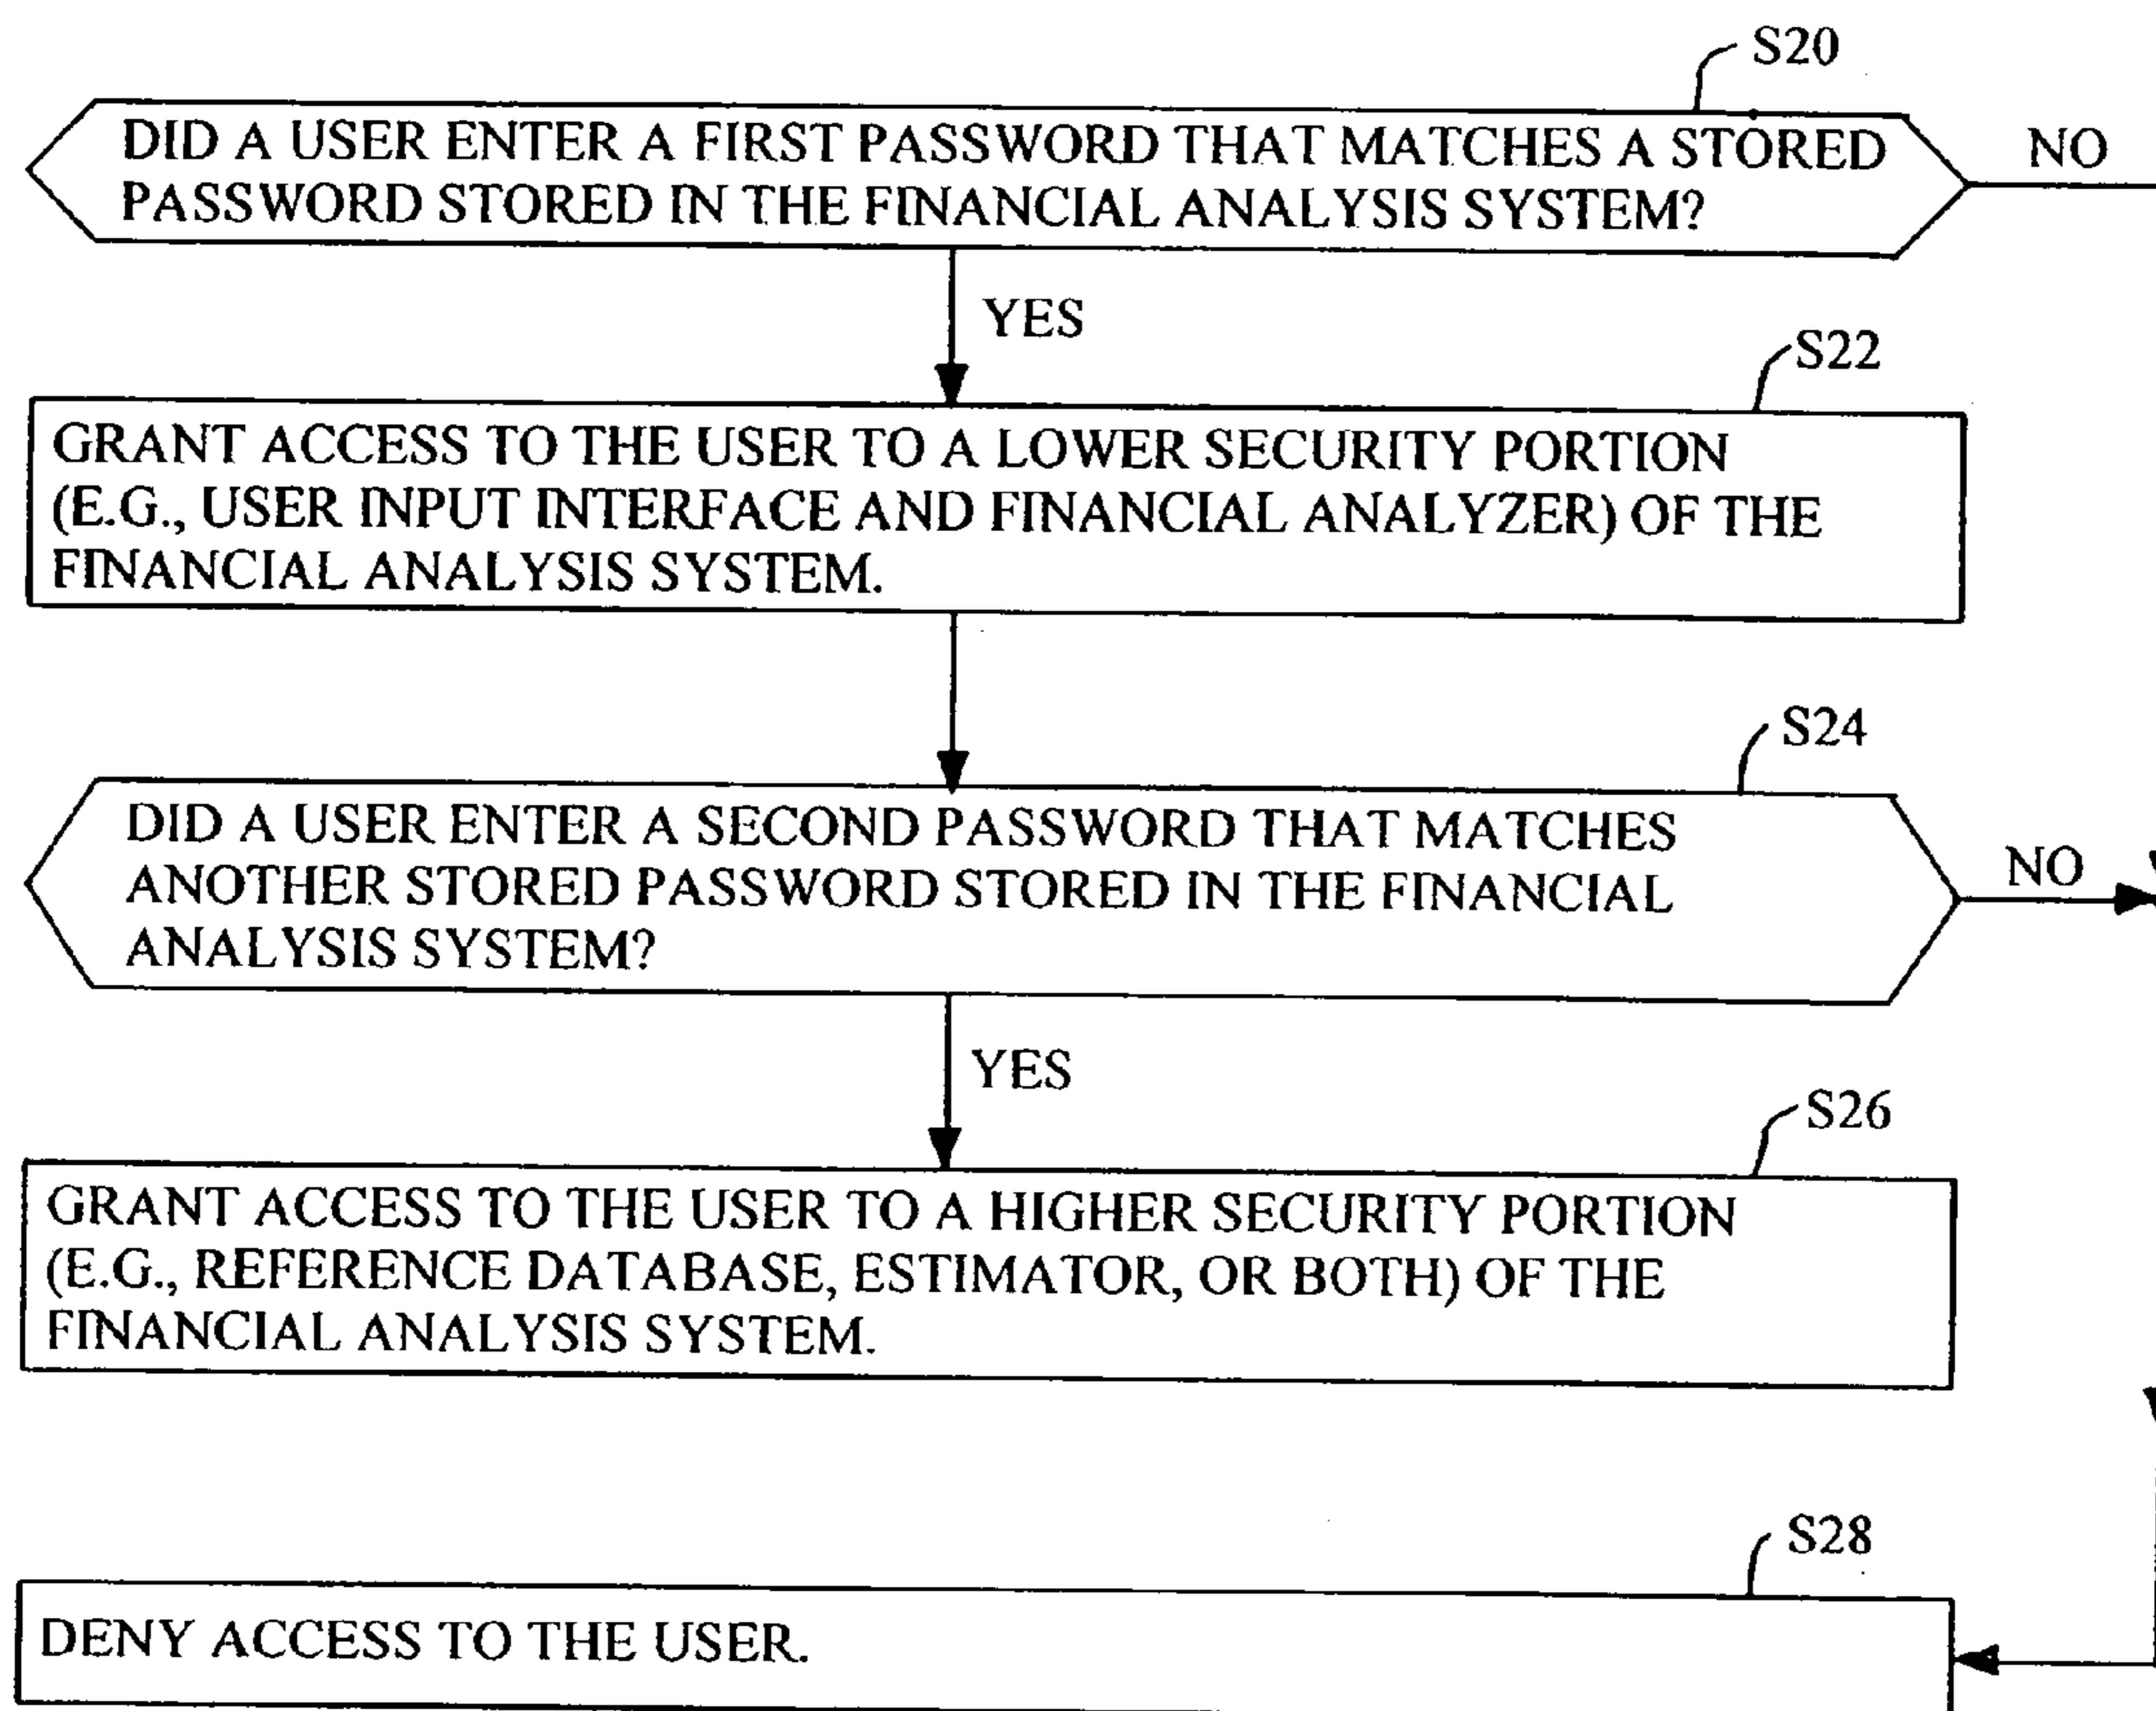 S20
DID A USER ENTER A FIRST PASSWORD THAT MATCHES A STORED
PASSWORD STORED IN THE FINANCIAL ANALYSIS SYSTEM?
NO
YES
S22
GRANT ACCESS TO THE USER TO A LOWER SECURITY PORTION
(E.G., USER INPUT INTERFACE AND FINANCIAL ANALYZER) OF THE
FINANCIAL ANALYSIS SYSTEM.
S24
DID A USER ENTER A SECOND PASSWORD THAT MATCHES
ANOTHER STORED PASSWORD STORED IN THE FINANCIAL
ANALYSIS SYSTEM?
NO
YES
S26
GRANT ACCESS TO THE USER TO A HIGHER SECURITY PORTION
(E.G., REFERENCE DATABASE, ESTIMATOR, OR BOTH) OF THE
FINANCIAL ANALYSIS SYSTEM.
S28
DENY ACCESS TO THE USER.